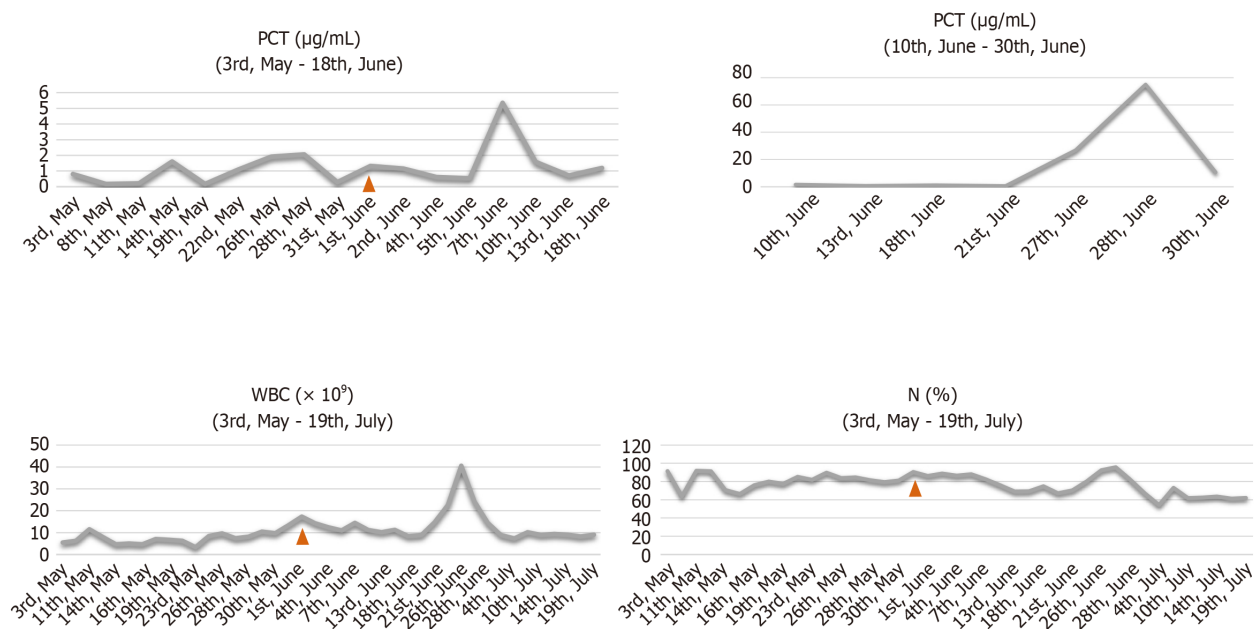 PCT (µg/mL)
(3rd, May - 18th, June)
6
5
4
3
2
1
0
3rd, May
8th, May
11th, May
14th, May
19th, May
22nd, May
26th, May
28th, May
31st, May
1st, June
2nd, June
4th, June
5th, June
7th, June
10th, June
13th, June
18th, June
PCT (µg/mL)
(10th, June - 30th, June)
80
60
40
20
0
10th, June
13rd, June
18th, June
21st, June
27th, June
28th, June
30th, June
WBC (× 10⁹)
(3rd, May - 19th, July)
50
40
30
20
10
0
3rd, May
11th, May
14th, May
16th, May
19th, May
23rd, May
26th, May
28th, May
30th, May
1st, June
4th, June
7th, June
13th, June
18th, June
21st, June
26th, June
28th, June
4th, July
10th, July
14th, July
19th, July
N (%)
(3rd, May - 19th, July)
120
100
80
60
40
20
0
3rd, May
11th, May
14th, May
16th, May
19th, May
23rd, May
26th, May
28th, May
30th, May
1st, June
4th, June
7th, June
13th, June
18th, June
21st, June
26th, June
28th, June
4th, July
10th, July
14th, July
19th, July